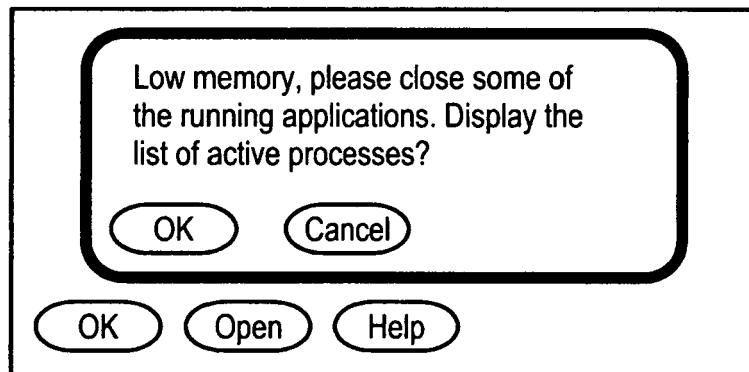 Low memory, please close some of
the running applications. Display the
list of active processes?
OK Cancel
OK Open Help